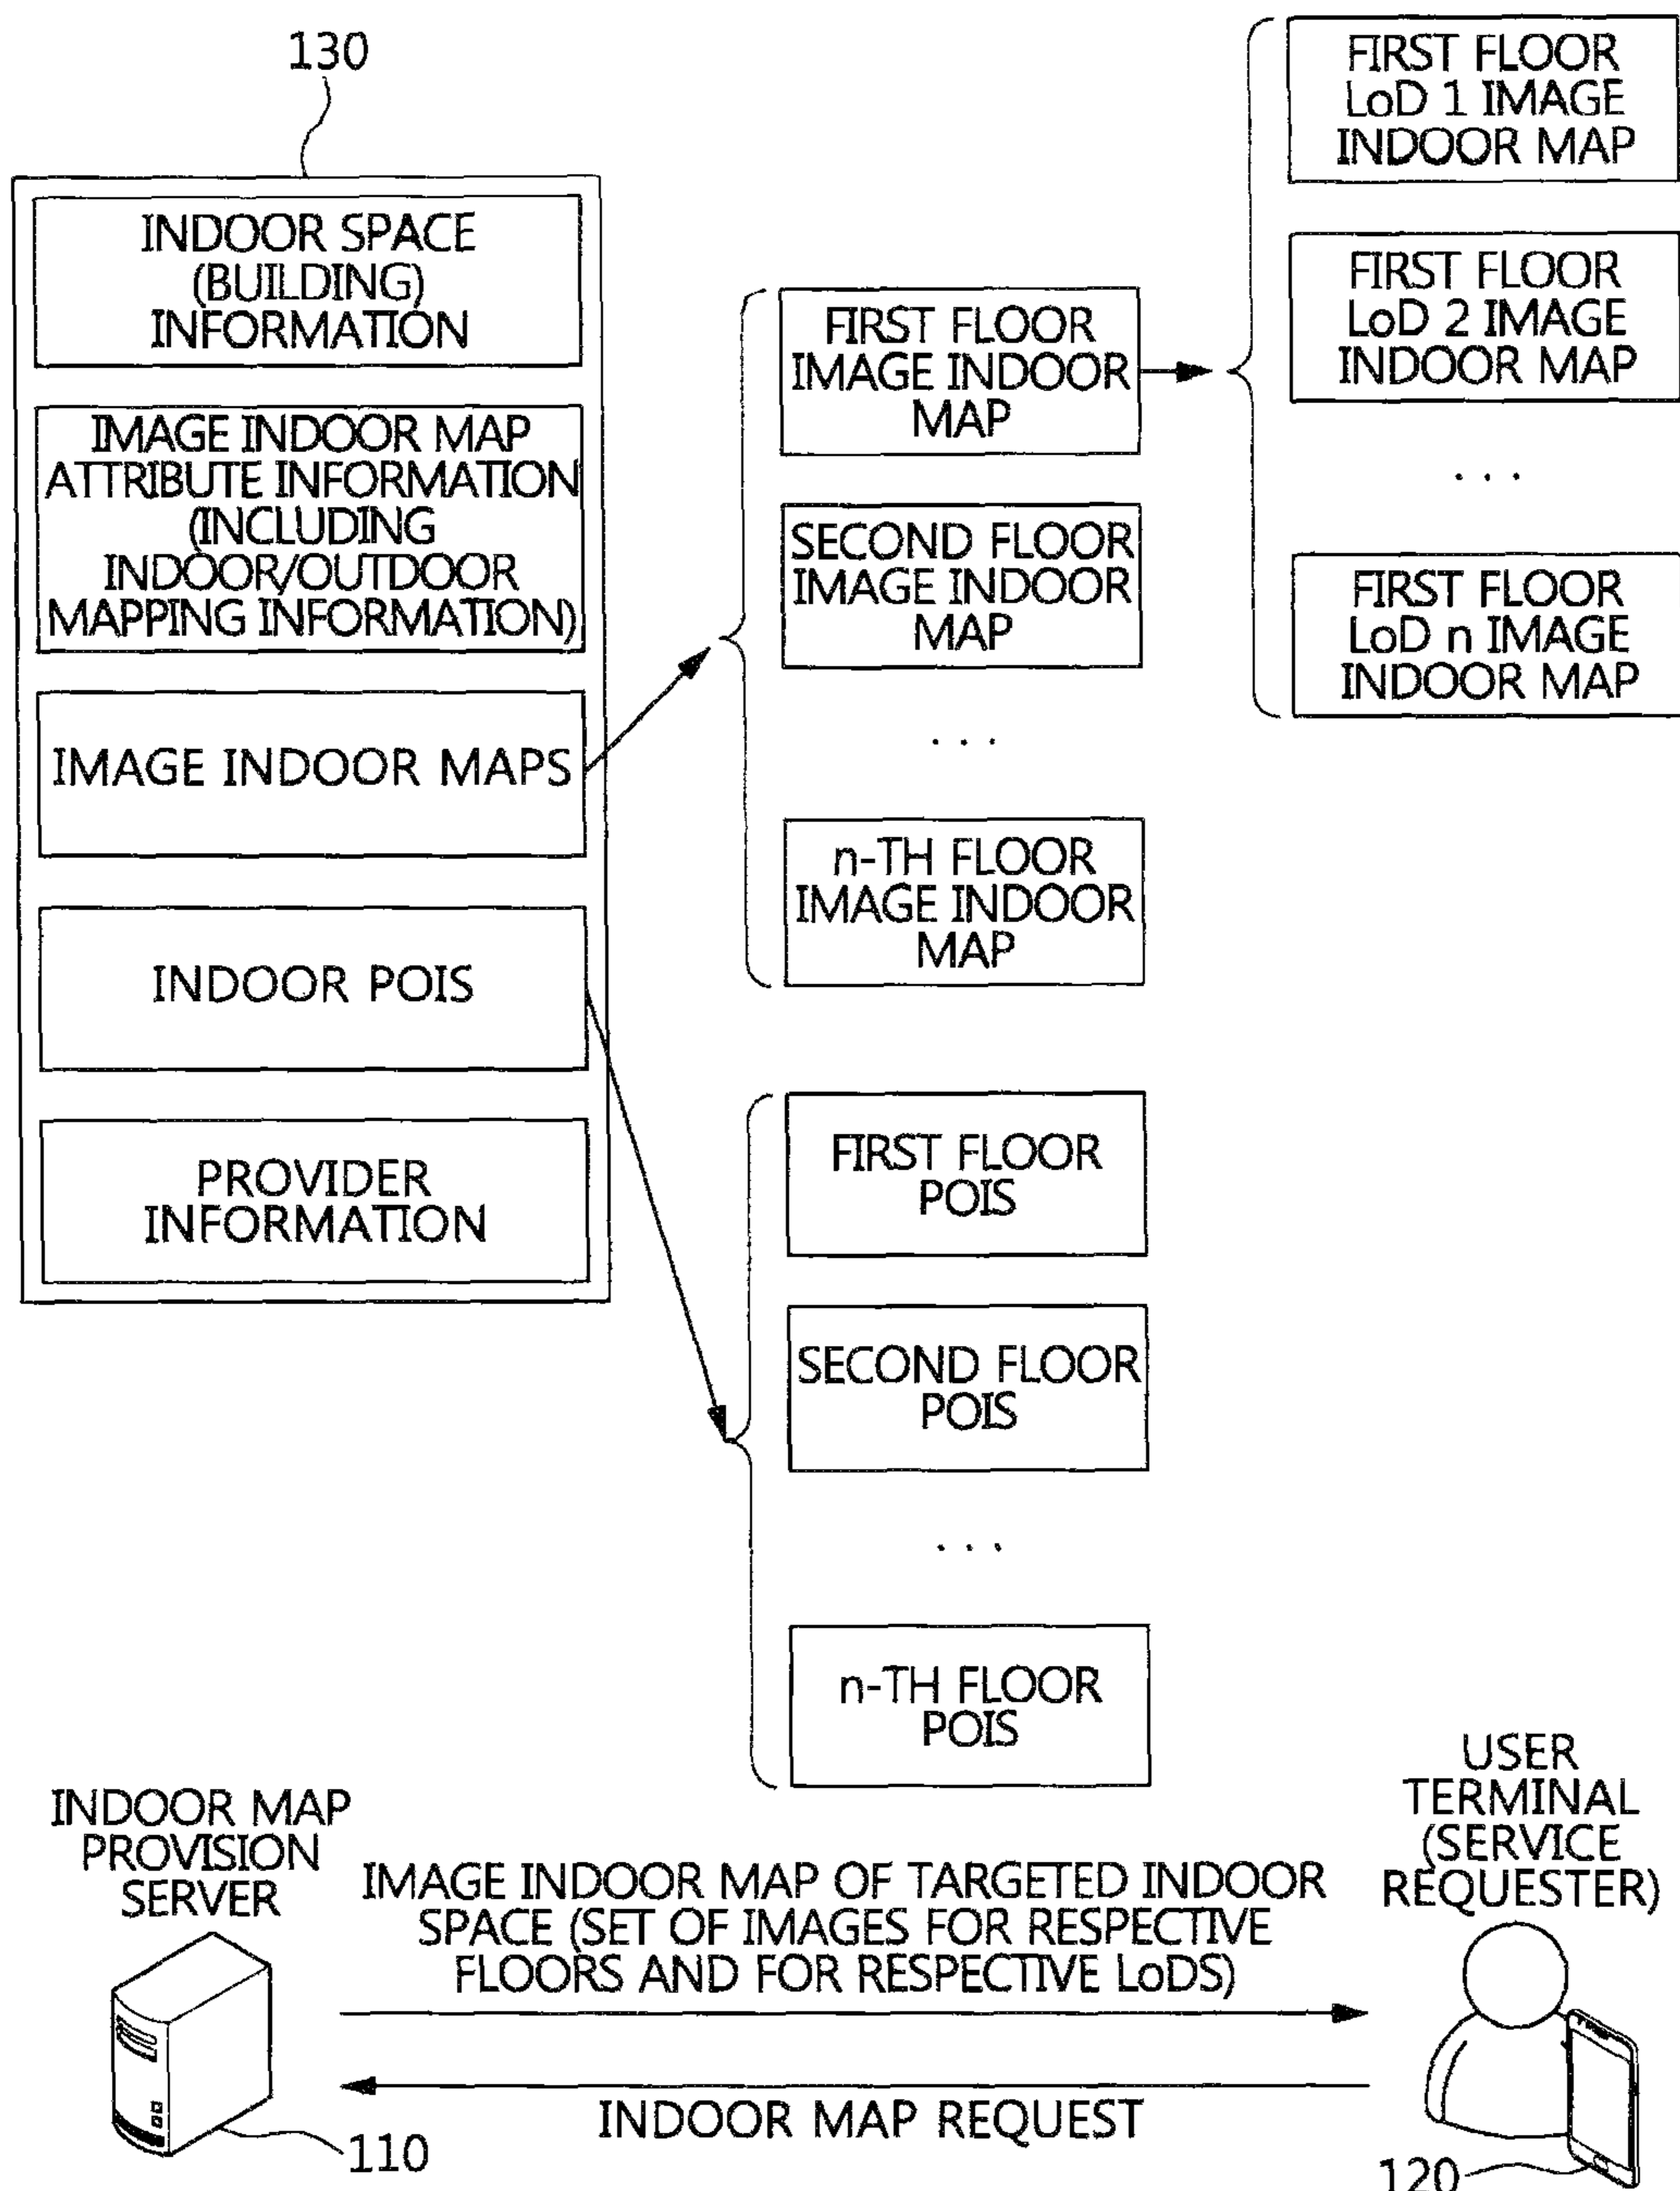 130
INDOOR SPACE
(BUILDING)
INFORMATION
IMAGE INDOOR MAP
ATTRIBUTE INFORMATION
(INCLUDING
INDOOR/OUTDOOR
MAPPING INFORMATION)
IMAGE INDOOR MAPS
INDOOR POIS
PROVIDER
INFORMATION
FIRST FLOOR
IMAGE INDOOR
MAP
SECOND FLOOR
IMAGE INDOOR
MAP
. . .
n-TH FLOOR
IMAGE INDOOR
MAP
FIRST FLOOR
LoD 1 IMAGE
INDOOR MAP
FIRST FLOOR
LoD 2 IMAGE
INDOOR MAP
. . .
FIRST FLOOR
LoD n IMAGE
INDOOR MAP
FIRST FLOOR
POIS
SECOND FLOOR
POIS
. . .
n-TH FLOOR
POIS
INDOOR MAP
PROVISION
SERVER
110
IMAGE INDOOR MAP OF TARGETED INDOOR
SPACE (SET OF IMAGES FOR RESPECTIVE
FLOORS AND FOR RESPECTIVE LoDS)
INDOOR MAP REQUEST
USER
TERMINAL
(SERVICE
REQUESTER)
120